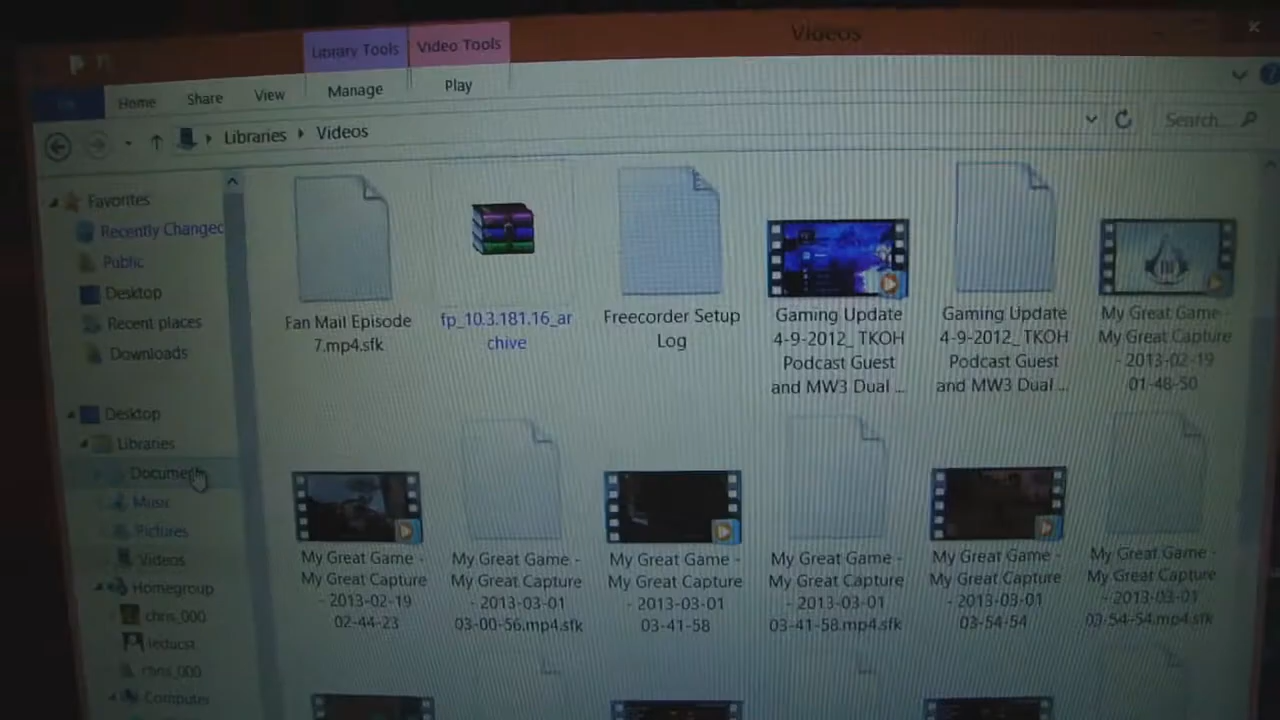 Videos
Library Tools
Video Tools
Home
Share
View
Manage
Play
Libraries
Videos
Search...
Favorites
Recently Changed
Public
Desktop
Recent places
Downloads
Desktop
Libraries
Music
Pictures
Videos
Homegroup
chris_000
leducst
chris_000
Computer
Fan Mail Episode
7.mp4.sfk
fp_10.3.181.16_ar
chive
Freecorder Setup
Log
Gaming Update
4-9-2012_ TKOH
Podcast Guest
and MW3 Dual ...
Gaming Update
4-9-2012_ TKOH
Podcast Guest
and MW3 Dual ...
My Great Game -
My Great Capture
- 2013-02-19
01-48-50
My Great Game -
My Great Capture
- 2013-02-19
02-44-23
My Great Game -
My Great Capture
- 2013-03-01
03-00-56.mp4.sfk
My Great Game -
My Great Capture
- 2013-03-01
03-41-58
My Great Game -
My Great Capture
- 2013-03-01
03-41-58.mp4.sfk
My Great Game -
My Great Capture
- 2013-03-01
03-54-54
My Great Game -
My Great Capture
- 2013-03-01
03-54-54.mp4.sfk